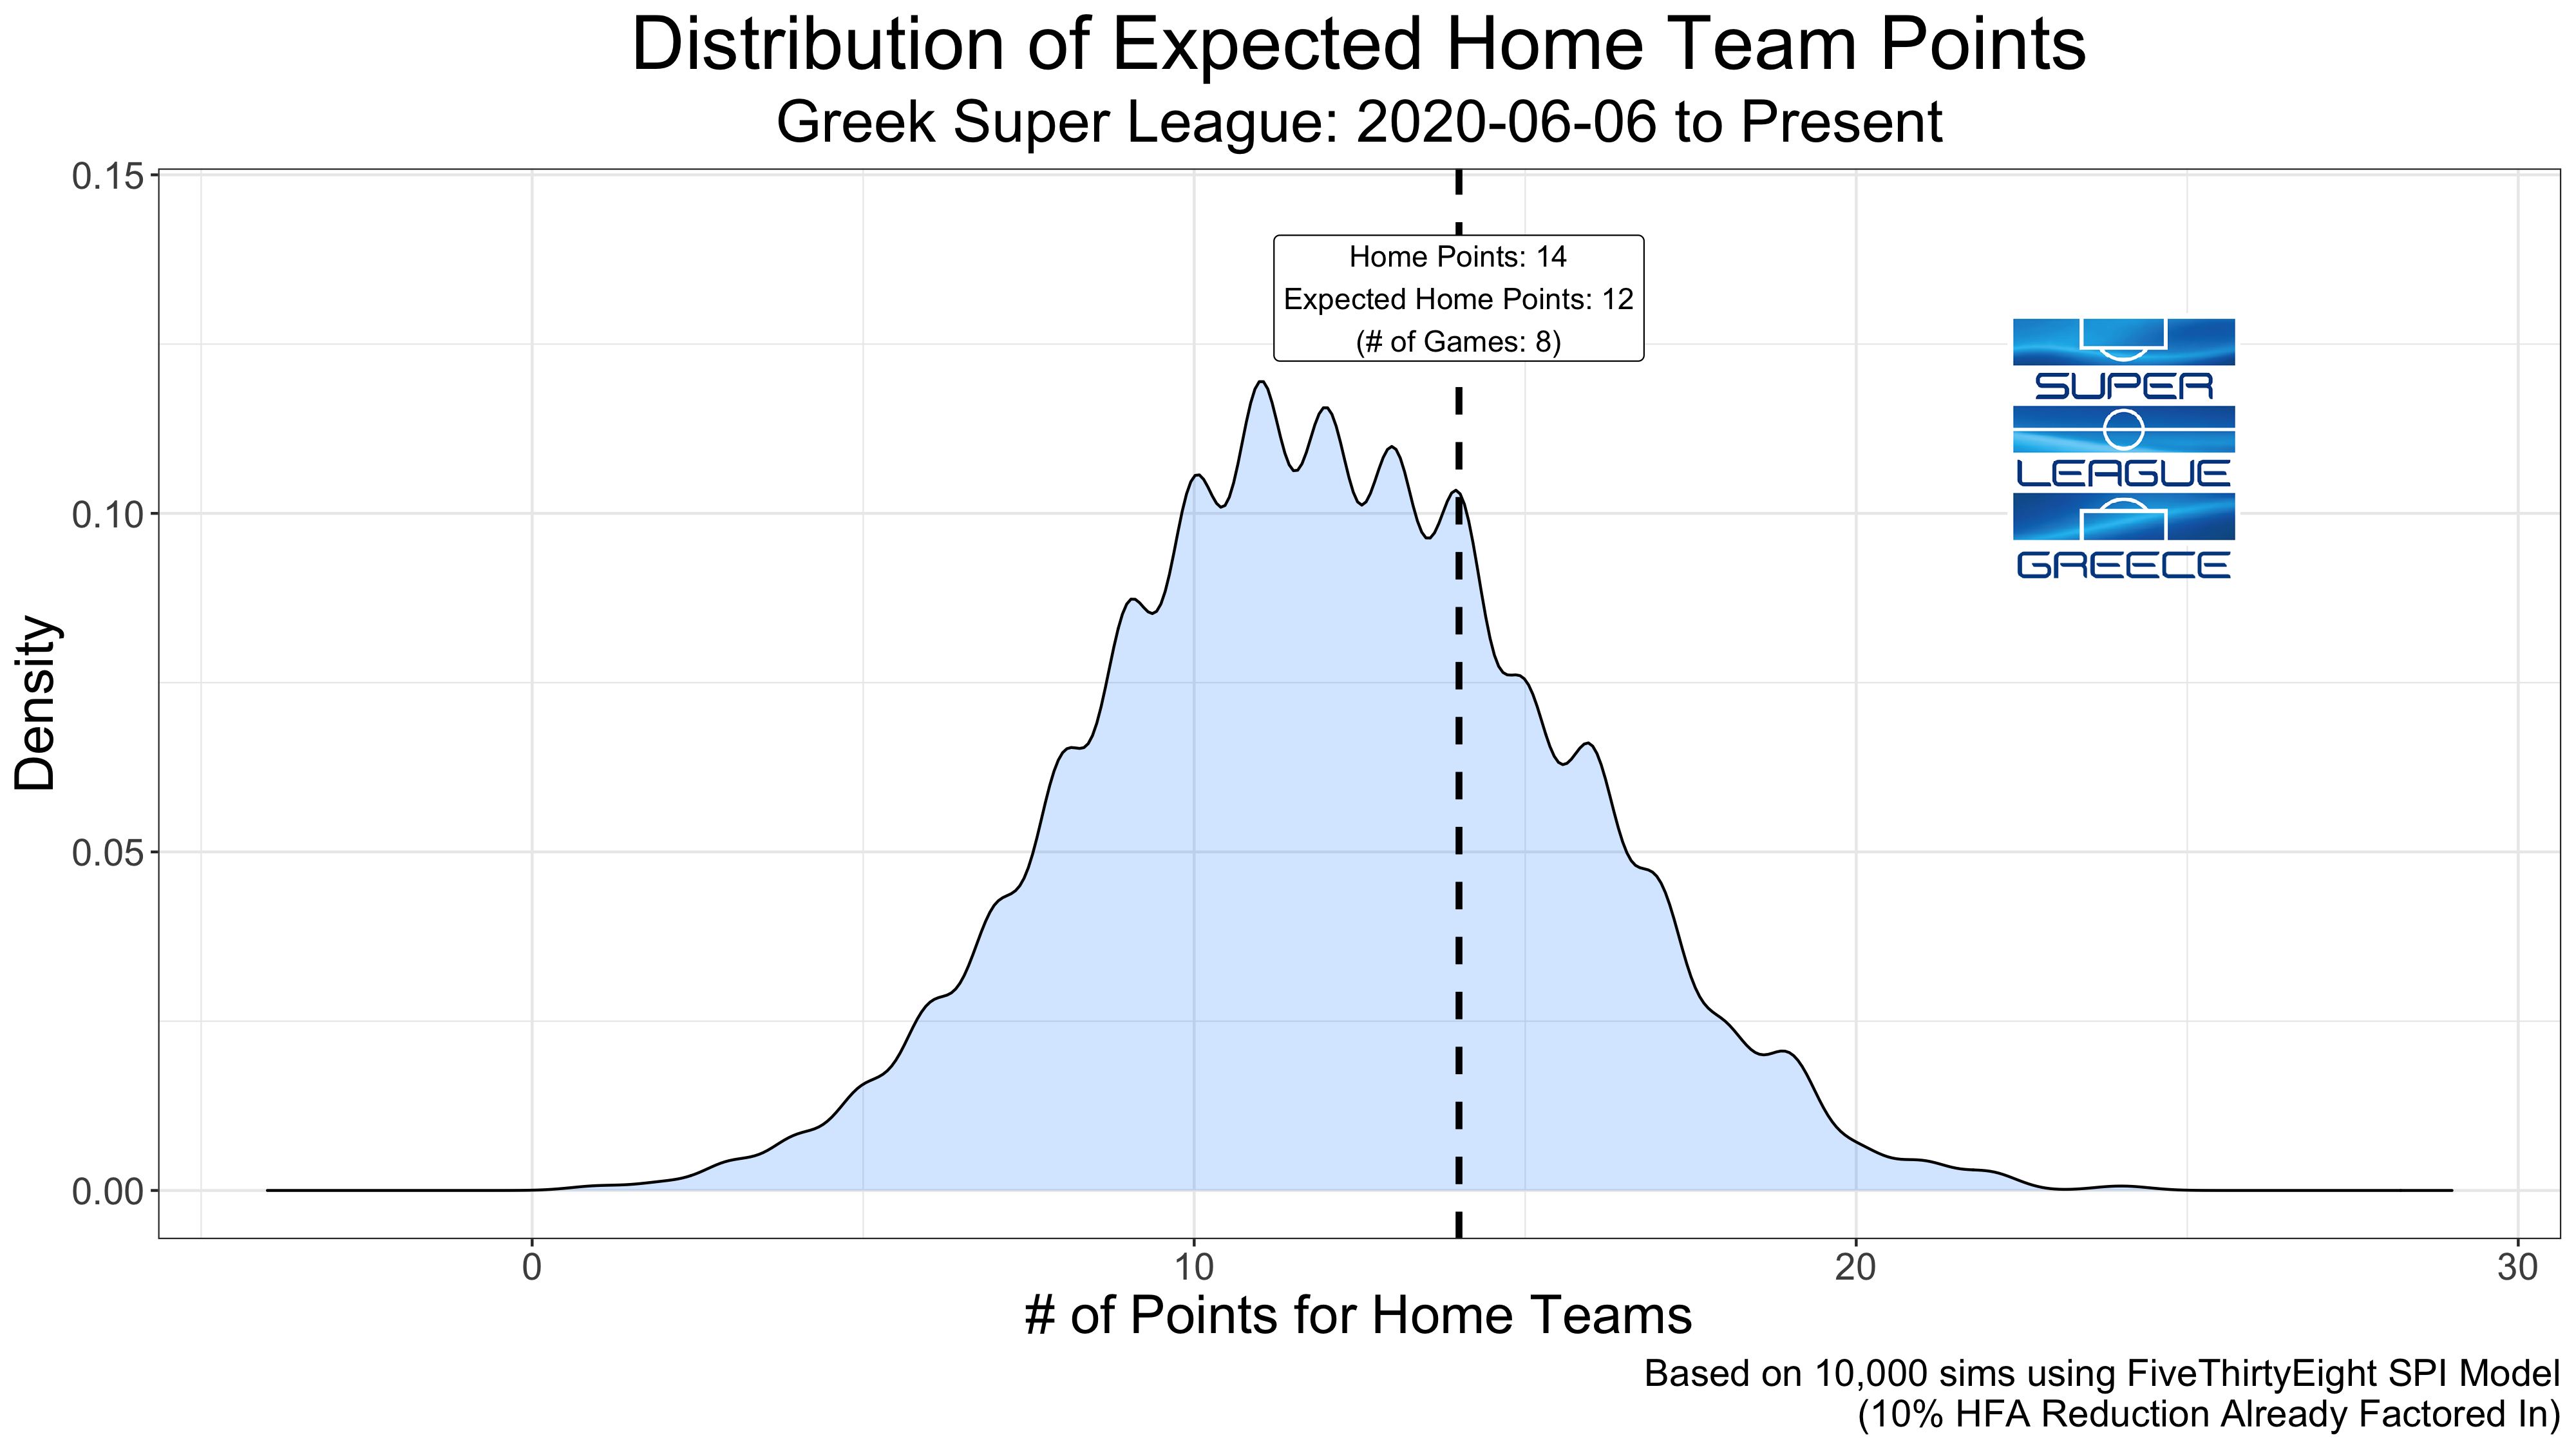 Distribution of Expected Home Team Points
Greek Super League: 2020-06-06 to Present
0.15
0.10
0.05
0.00
Density
Home Points: 14
Expected Home Points: 12
(# of Games: 8)
SUPER
LEAGUE
GREECE
0
10
20
30
# of Points for Home Teams
Based on 10,000 sims using FiveThirtyEight SPI Model
(10% HFA Reduction Already Factored In)